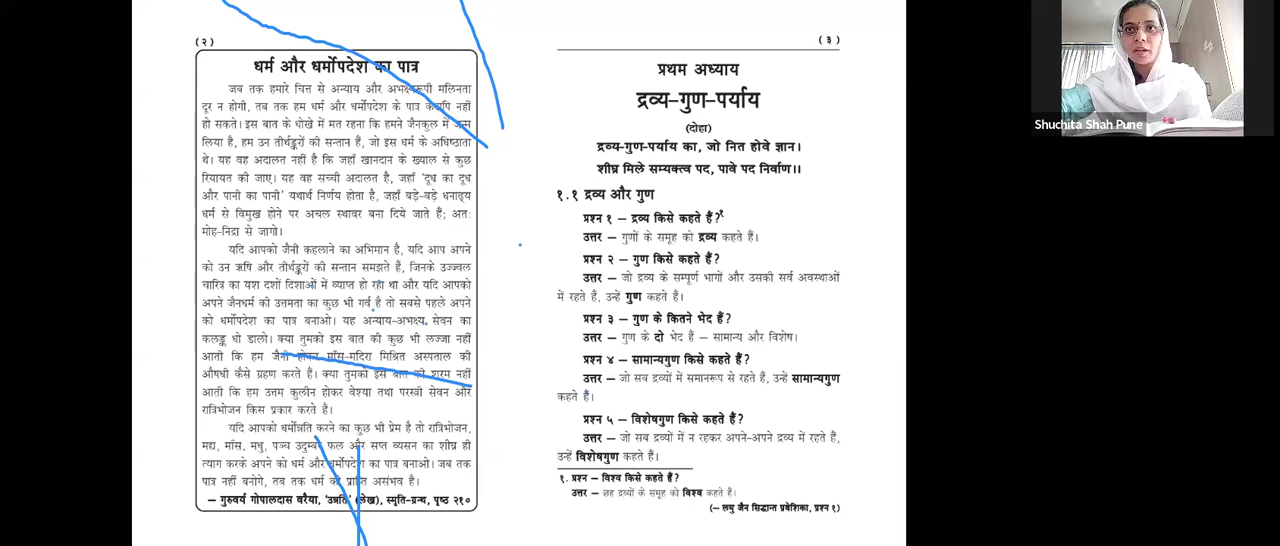 (२)
धर्म और धर्मोपदेश का पात्र
जब तक हमारे चित्त से अन्याय और अभक्ष्यरूपी मलिनता
दूर न होगी, तब तक हम धर्म और धर्मोपदेश के पात्र कदापि नहीं
हो सकते। इस बात के धोखे में मत रहना कि हमने जैनकुल में जन्म
लिया है, हम उन तीर्थङ्करों की सन्तान हैं, जो इस धर्म के अधिष्ठाता
थे। यह वह अदालत नहीं है कि जहाँ खानदान के ख्याल से कुछ
रियायत की जाए। यह वह सच्ची अदालत है, जहाँ 'दूध का दूध
और पानी का पानी' यथार्थ निर्णय होता है, जहाँ बड़े-बड़े धनाढ्य
धर्म से विमुख होने पर अचल स्थावर बना दिये जाते हैं; अतः
मोह-निद्रा से जागो।
यदि आपको जैनी कहलाने का अभिमान है, यदि आप अपने
को उन ऋषि और तीर्थङ्करों की सन्तान समझते हैं, जिनके उज्ज्वल
चारित्र का यश दशों दिशाओं में व्याप्त हो रहा था और यदि आपको
अपने जैनधर्म की उत्तमता का कुछ भी गर्व है तो सबसे पहले अपने
को धर्मोपदेश का पात्र बनाओ। यह अन्याय-अभक्ष्य सेवन का
कलङ्क धो डालो। क्या तुमको इस बात की कुछ भी लज्जा नहीं
आती कि हम जैनी होकर माँस-मदिरा मिश्रित अस्पताल की
औषधी कैसे ग्रहण करते हैं। क्या तुमको इस बात की शरम नहीं
आती कि हम उत्तम कुलीन होकर वेश्या तथा परस्त्री सेवन और
रात्रिभोजन किस प्रकार करते हैं।
यदि आपको धर्मोन्नति करने का कुछ भी प्रेम है तो रात्रिभोजन,
मद्य, माँस, मधु, पञ्च उदुम्बर फल और सप्त व्यसन का शीघ्र ही
त्याग करके अपने को धर्म और धर्मोपदेश का पात्र बनाओ। जब तक
पात्र नहीं बनोगे, तब तक धर्म की प्राप्ति असंभव है।
– गुरुवर्य गोपालदास वरैया, 'उन्नति' (लेख), स्मृति-ग्रन्थ, पृष्ठ २१०
(३)
प्रथम अध्याय
द्रव्य-गुण-पर्याय
(दोहा)
द्रव्य-गुण-पर्याय का, जो नित होवे ज्ञान।
शीघ्र मिले सम्यक्त्व पद, पावे पद निर्वाण।।
१.१ द्रव्य और गुण
प्रश्न १ – द्रव्य किसे कहते हैं?¹
उत्तर – गुणों के समूह को द्रव्य कहते हैं।
प्रश्न २ – गुण किसे कहते हैं?
उत्तर – जो द्रव्य के सम्पूर्ण भागों और उसकी सर्व अवस्थाओं
में रहते हैं, उन्हें गुण कहते हैं।
प्रश्न ३ – गुण के कितने भेद हैं?
उत्तर – गुण के दो भेद हैं – सामान्य और विशेष।
प्रश्न ४ – सामान्यगुण किसे कहते हैं?
उत्तर – जो सब द्रव्यों में समानरूप से रहते हैं, उन्हें सामान्यगुण
कहते हैं।
प्रश्न ५ – विशेषगुण किसे कहते हैं?
उत्तर – जो सब द्रव्यों में न रहकर अपने-अपने द्रव्य में रहते हैं,
उन्हें विशेषगुण कहते हैं।
१. प्रश्न – विश्व किसे कहते हैं?
उत्तर – छह द्रव्यों के समूह को विश्व कहते हैं।
(– लघु जैन सिद्धान्त प्रवेशिका, प्रश्न १)
Shuchita Shah Pune